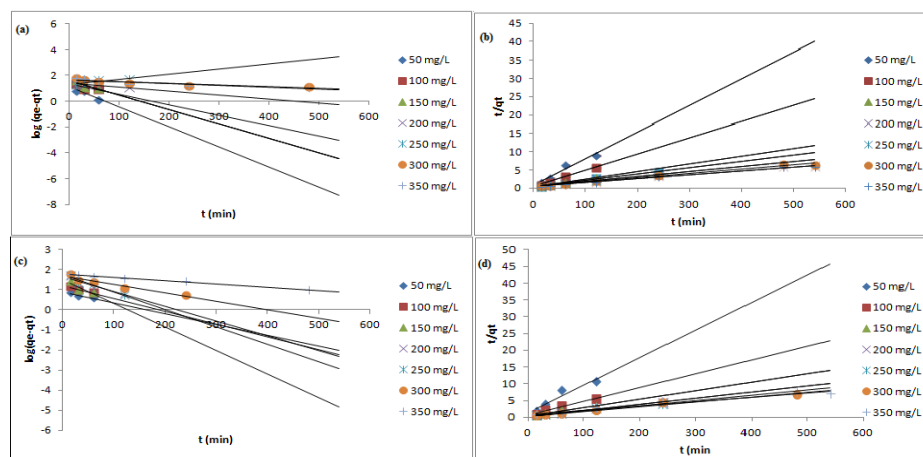 (a)
4
2
0
-2
-4
-6
-8
0 100 200 300 400 500 600
log (qe-qt)
t (min)
50 mg/L
100 mg/L
150 mg/L
200 mg/L
250 mg/L
300 mg/L
350 mg/L
(b)
45
40
35
30
25
20
15
10
5
0
0 100 200 300 400 500 600
t/qt
t (min)
50 mg/L
100 mg/L
150 mg/L
200 mg/L
250 mg/L
300 mg/L
350 mg/L
(c)
3
2
1
0
-1
-2
-3
-4
-5
-6
0 100 200 300 400 500 600
log(qe-qt)
t (min)
50 mg/L
100 mg/L
150 mg/L
200 mg/L
250 mg/L
300 mg/L
350 mg/L
(d)
50
45
40
35
30
25
20
15
10
5
0
0 100 200 300 400 500 600
t/qt
t (min
50 mg/L
100 mg/L
150 mg/L
200 mg/L
250 mg/L
300 mg/L
350 mg/L